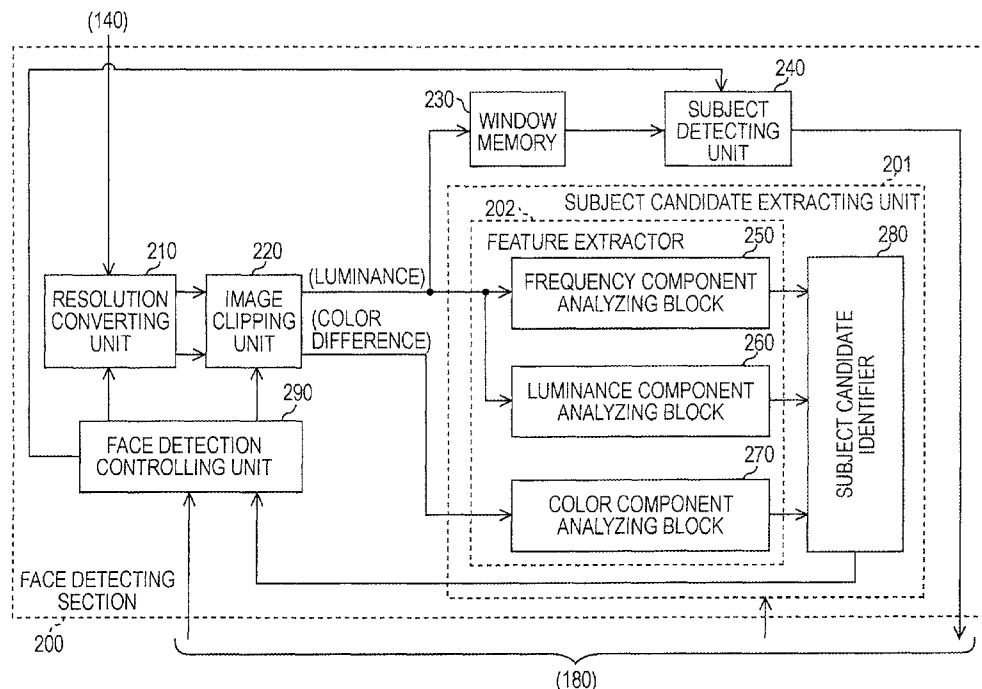 (140)
230
WINDOW
MEMORY
240
SUBJECT
DETECTING
UNIT
201
SUBJECT CANDIDATE EXTRACTING UNIT
202
FEATURE EXTRACTOR
250
FREQUENCY COMPONENT
ANALYZING BLOCK
280
SUBJECT CANDIDATE
IDENTIFIER
210
RESOLUTION
CONVERTING
UNIT
220
IMAGE
CLIPPING
UNIT
(LUMINANCE)
(COLOR
DIFFERENCE)
260
LUMINANCE COMPONENT
ANALYZING BLOCK
290
FACE DETECTION
CONTROLLING UNIT
270
COLOR COMPONENT
ANALYZING BLOCK
FACE DETECTING
SECTION
200
(180)